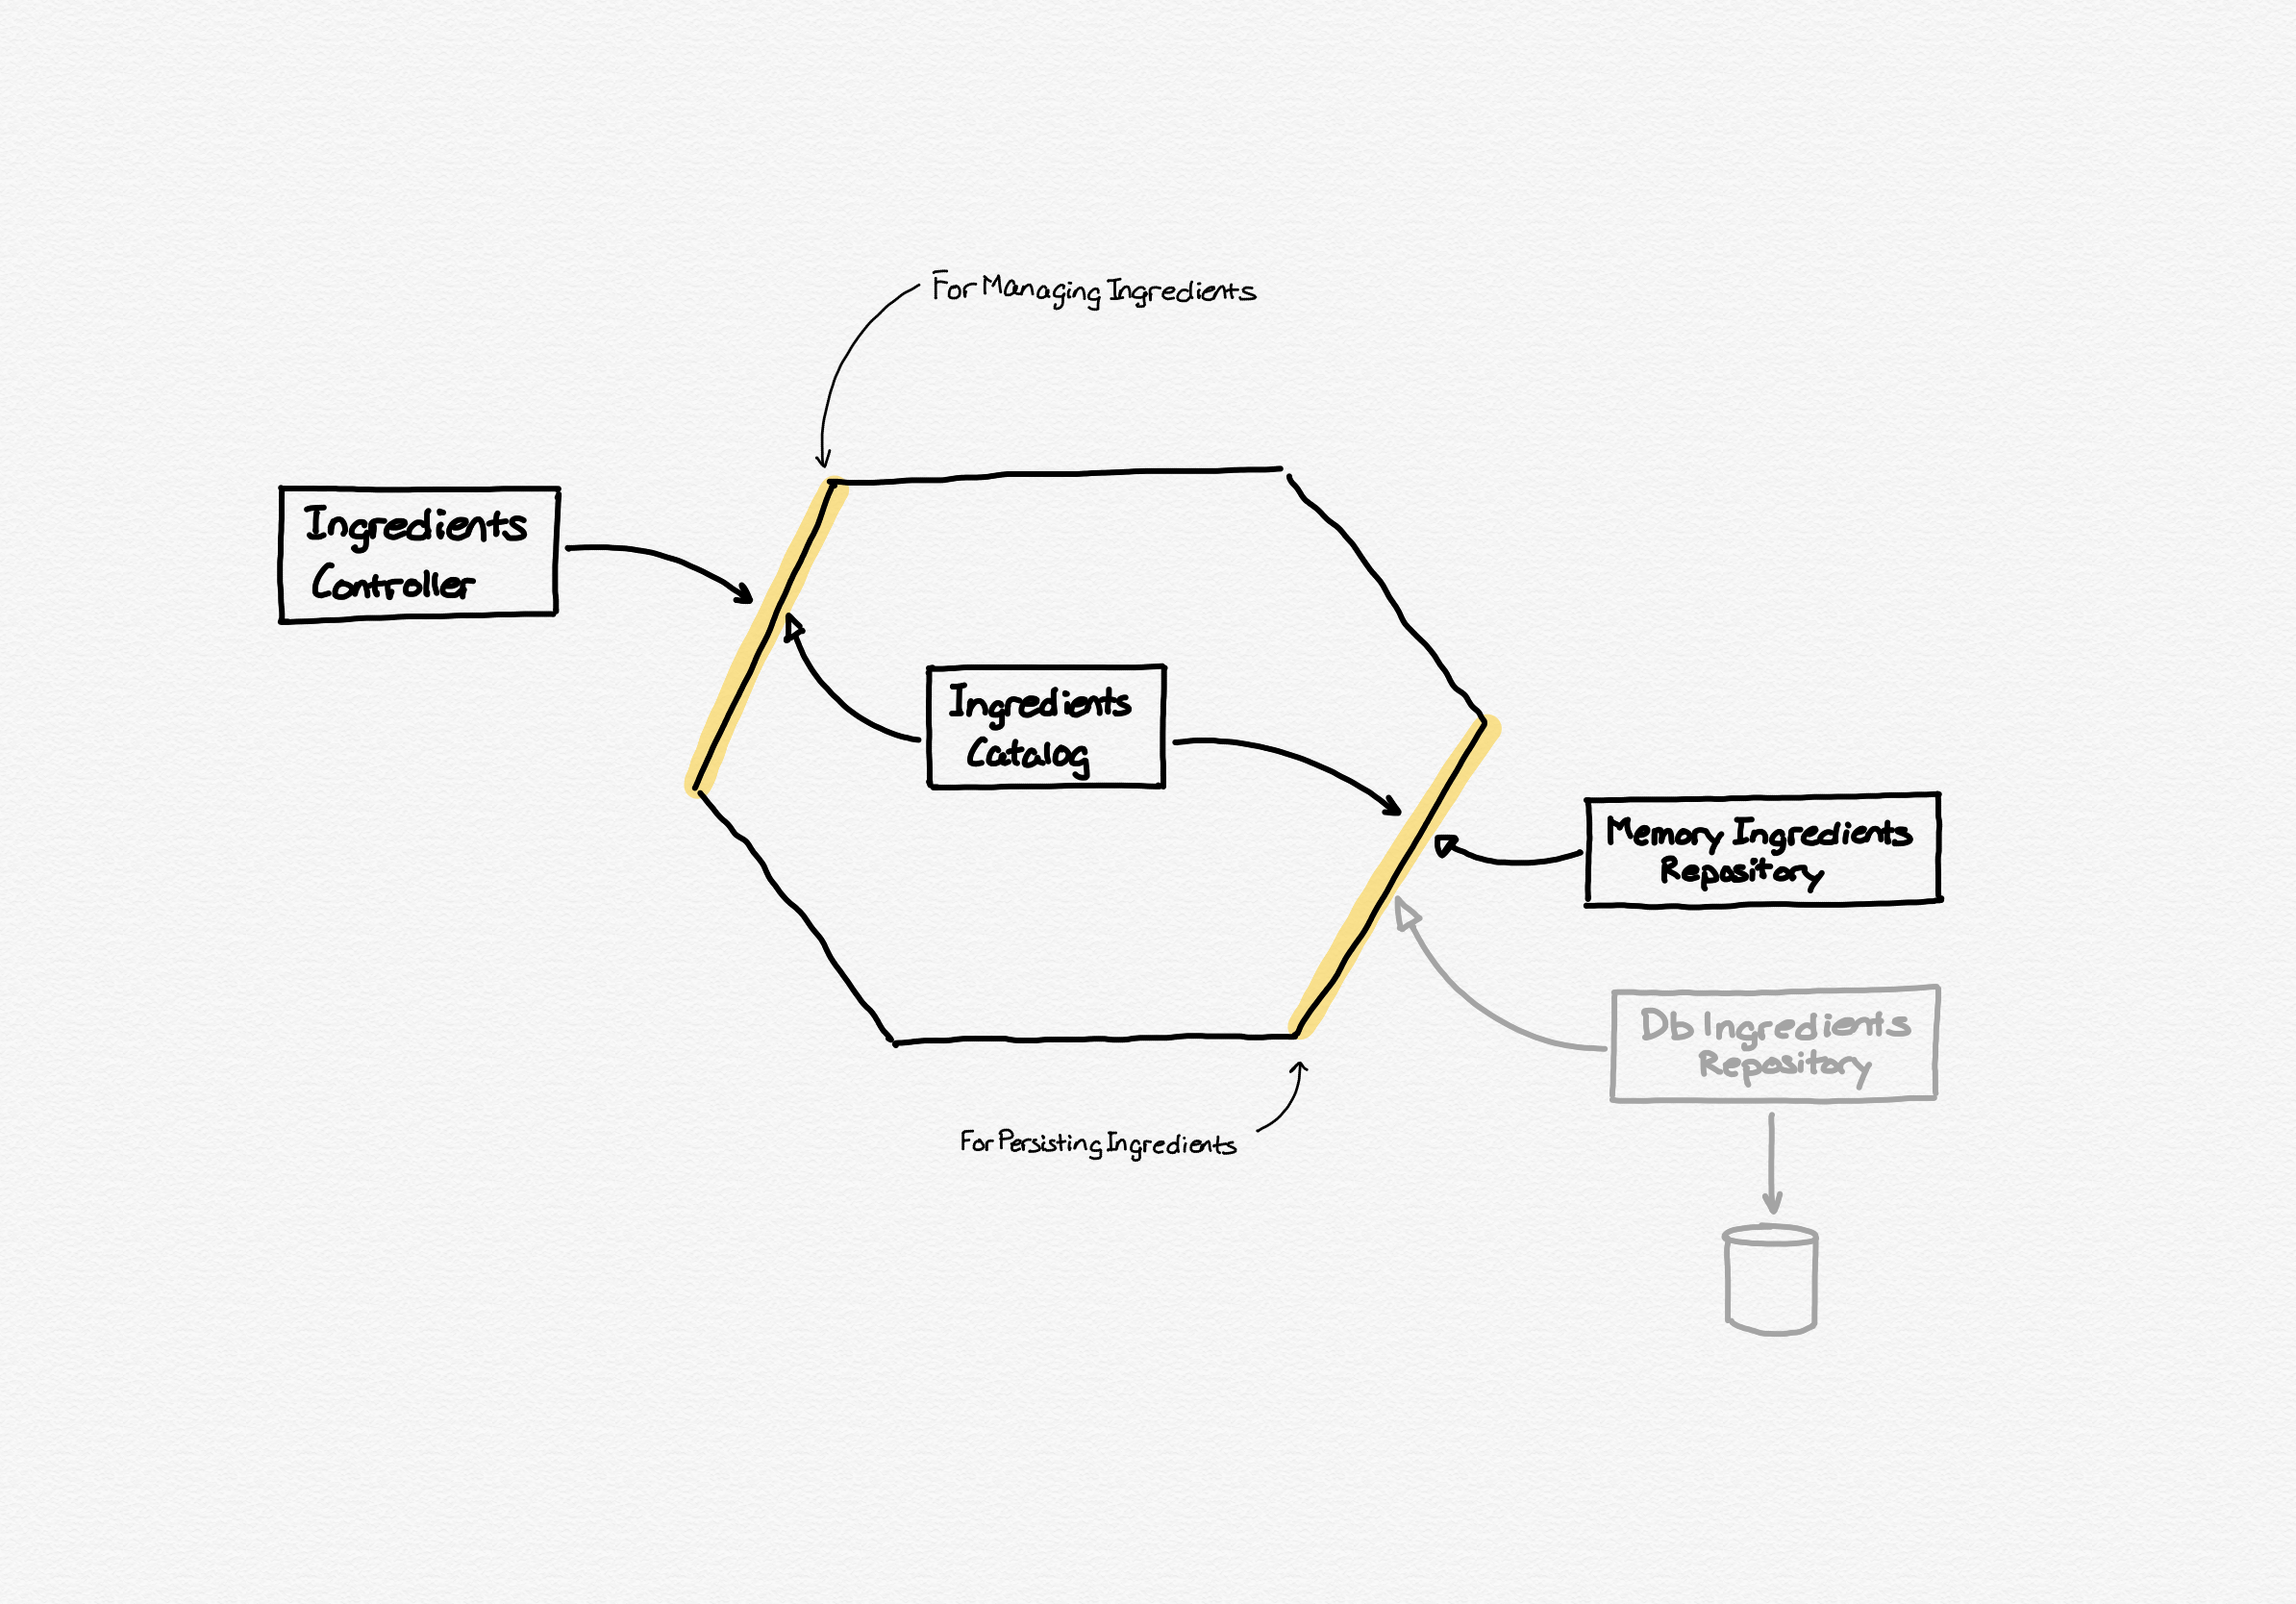 For Managing Ingredients
Ingredients
Controller
Ingredients
Catalog
Memory Ingredients
Repository
Db Ingredients
Repository
For Persisting Ingredients